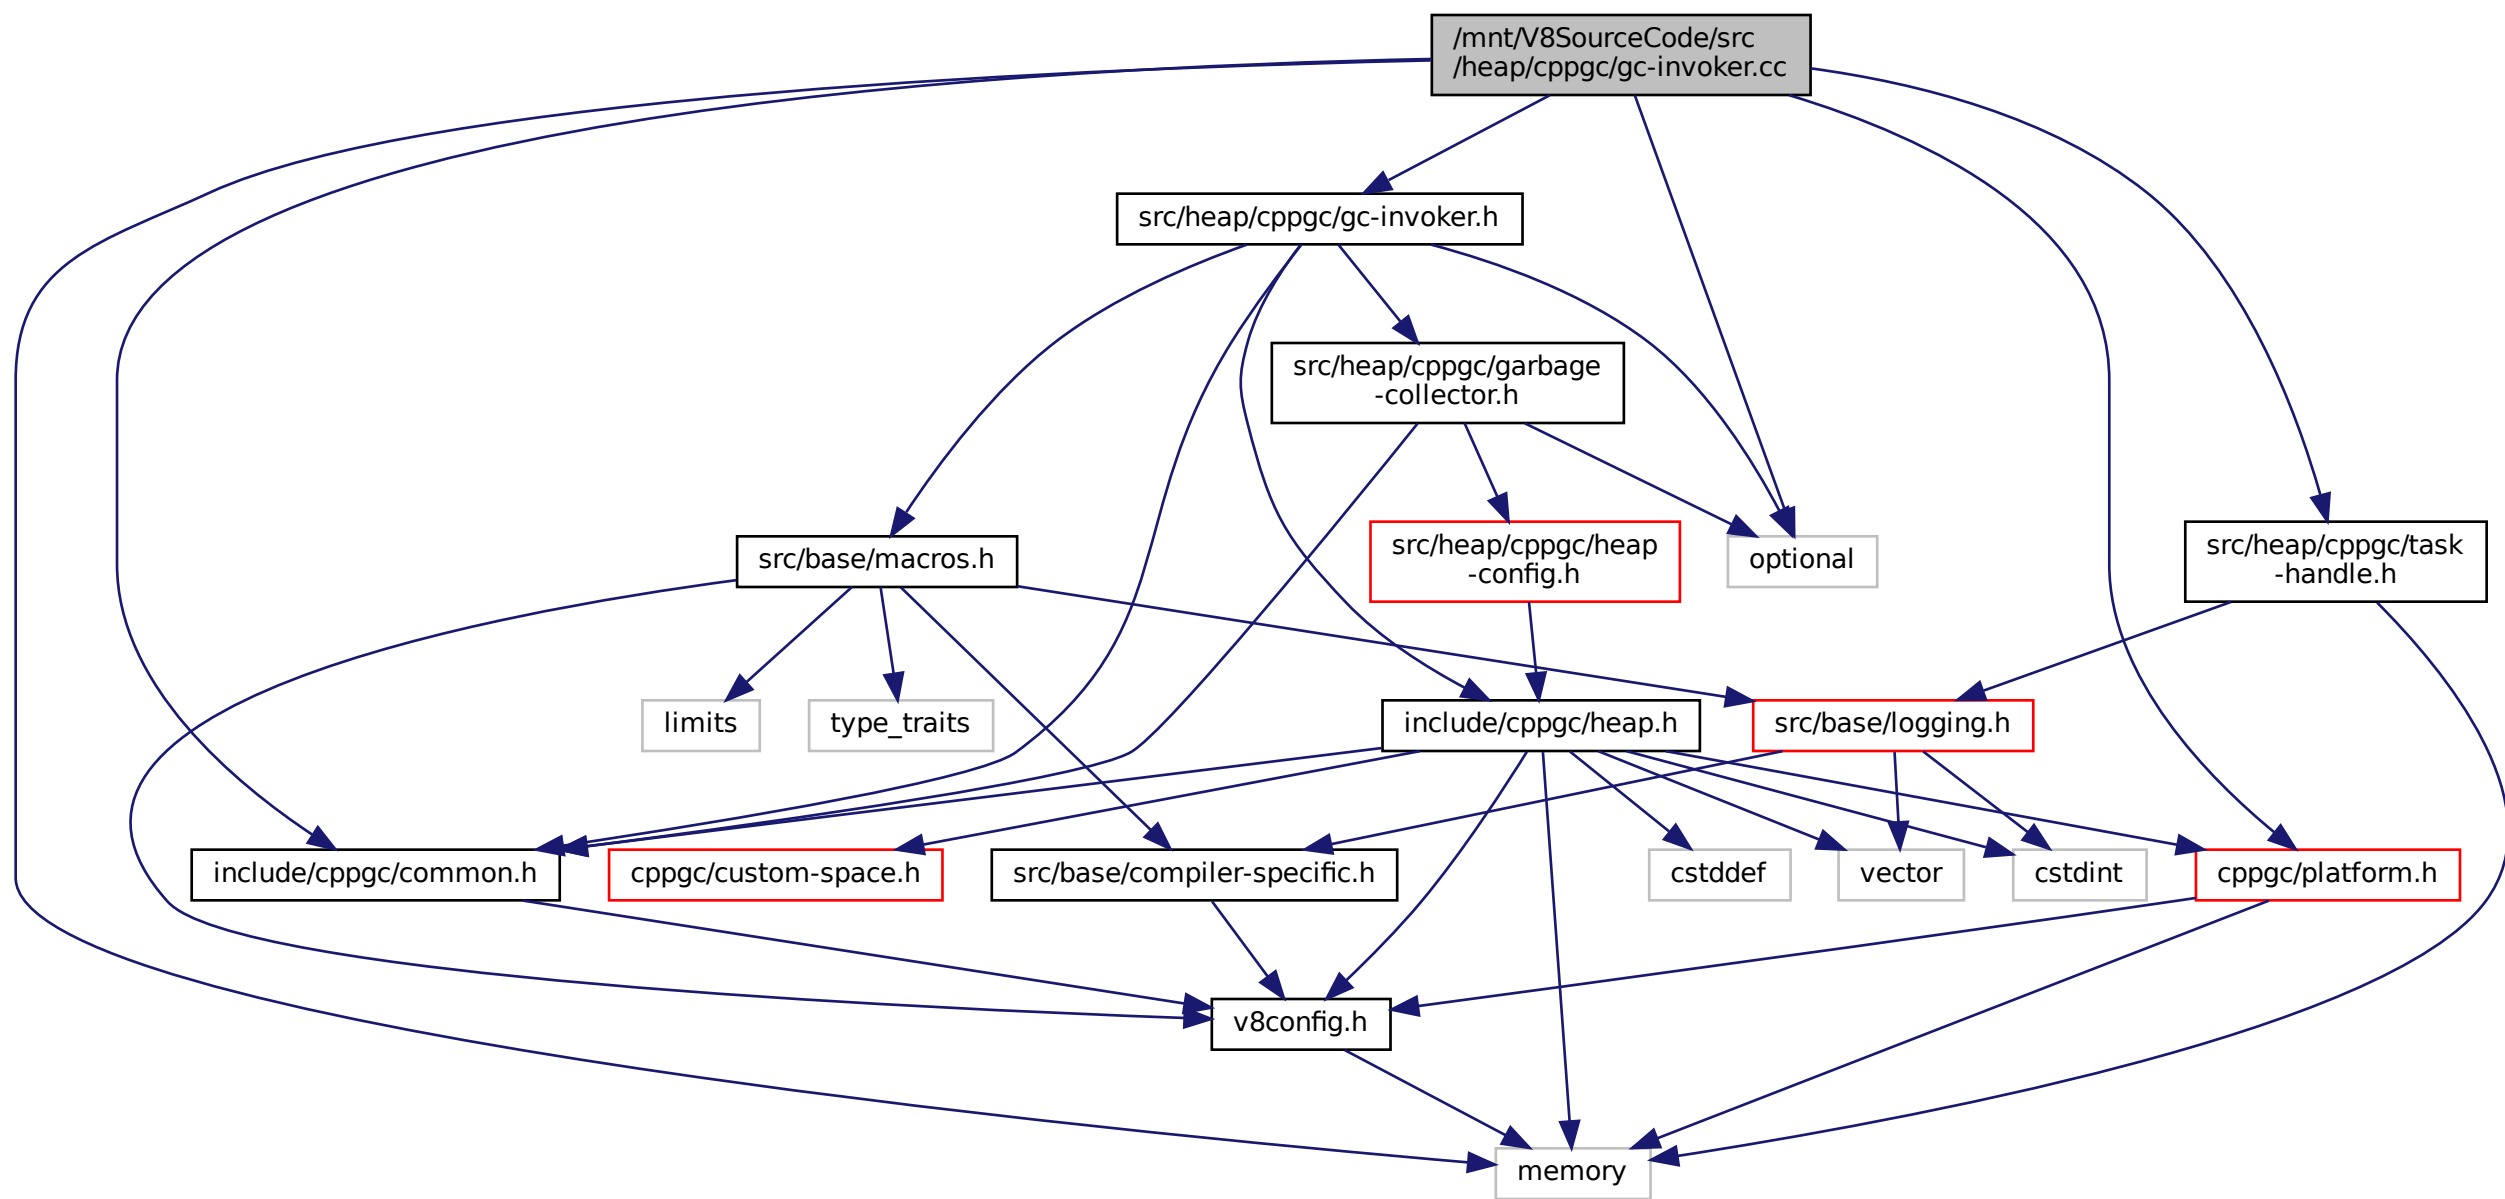 /mnt/V8SourceCode/src
/heap/cppgc/gc-invoker.cc
src/heap/cppgc/gc-invoker.h
src/heap/cppgc/garbage
-collector.h
src/base/macros.h
src/heap/cppgc/heap
-config.h
optional
src/heap/cppgc/task
-handle.h
limits
type_traits
include/cppgc/heap.h
src/base/logging.h
include/cppgc/common.h
cppgc/custom-space.h
src/base/compiler-specific.h
cstddef
vector
cstdint
cppgc/platform.h
v8config.h
memory